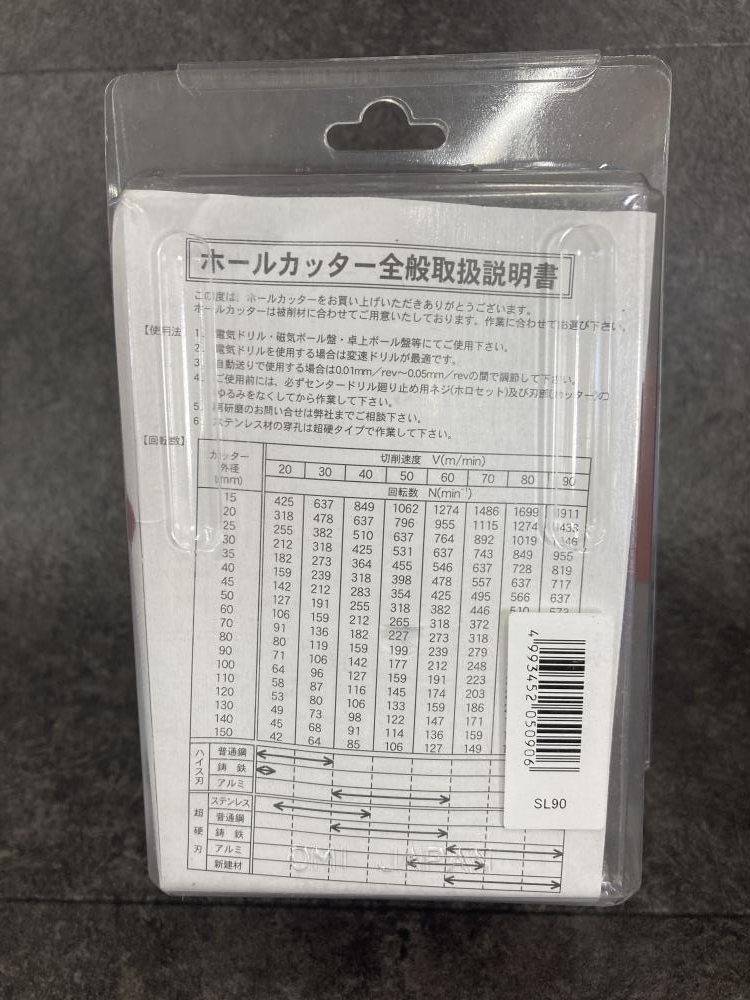 ホールカッター全般取扱説明書
この度は、ホールカッターをお買い上げいただきありがとうございます。
ホールカッターは被削材に合わせてご用意いたしております。作業に合わせてお選び下さい。
【使用法】1. 電気ドリル・磁気ボール盤・卓上ボール盤等にてご使用下さい。
2. 電気ドリルを使用する場合は変速ドリルが最適です。
3. 自動送りで使用する場合は0.01mm/rev〜0.05mm/revの間で調節して下さい。
4. ご使用前には、必ずセンタードリル廻り止め用ネジ(ホロセット)及び刃部(カッター)の
ゆるみをなくしてから作業して下さい。
5. 再研磨のお問い合せは弊社までご相談下さい。
6. ステンレス材の穿孔は超硬タイプで作業して下さい。
【回転数】
カッター外径(mm) 切削速度 V(m/min)
20 30 40 50 60 70 80 90
回転数 N(min⁻¹)
15 425 637 849 1062 1274 1486 1699 1911
20 318 478 637 796 955 1115 1274 1433
25 255 382 510 637 764 892 1019 1146
30 212 318 425 531 637 743 849 955
35 182 273 364 455 546 637 728 819
40 159 239 318 398 478 557 637 717
45 142 212 283 354 425 495 566 637
50 127 191 255 318 382 446 510 573
60 106 159 212 265 318 372
70 91 136 182 227 273 318
80 80 119 159 199 239 279
90 71 106 142 177 212 248
100 64 96 127 159 191 223
110 58 87 116 145 174 203
120 53 80 106 133 159 186
130 49 73 98 122 147 171
140 45 68 91 114 136 159
150 42 64 85 106 127 149
ハイス刃 普通鋼
鋳鉄
アルミ
超硬刃 ステンレス
普通鋼
鋳鉄
アルミ
新建材
OMI JAPAN
4993452050906
SL90